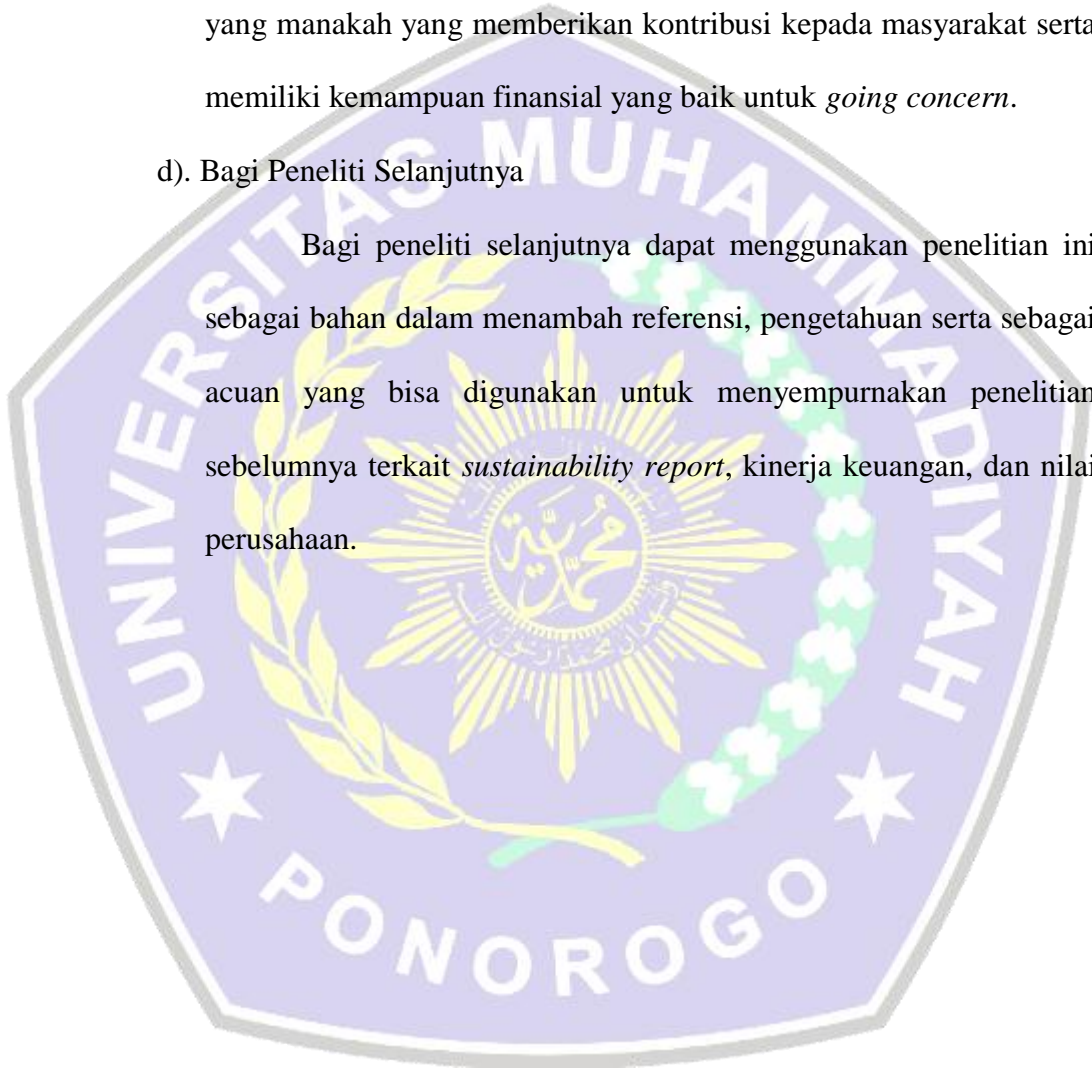 yang manakah yang memberikan kontribusi kepada masyarakat serta
memiliki kemampuan finansial yang baik untuk going concern.
d). Bagi Peneliti Selanjutnya
Bagi peneliti selanjutnya dapat menggunakan penelitian ini
sebagai bahan dalam menambah referensi, pengetahuan serta sebagai
acuan yang bisa digunakan untuk menyempurnakan penelitian
sebelumnya terkait sustainability report, kinerja keuangan, dan nilai
perusahaan.
UNIVERSITAS MUHAMMADIYAH
PONOROGO
محمدية